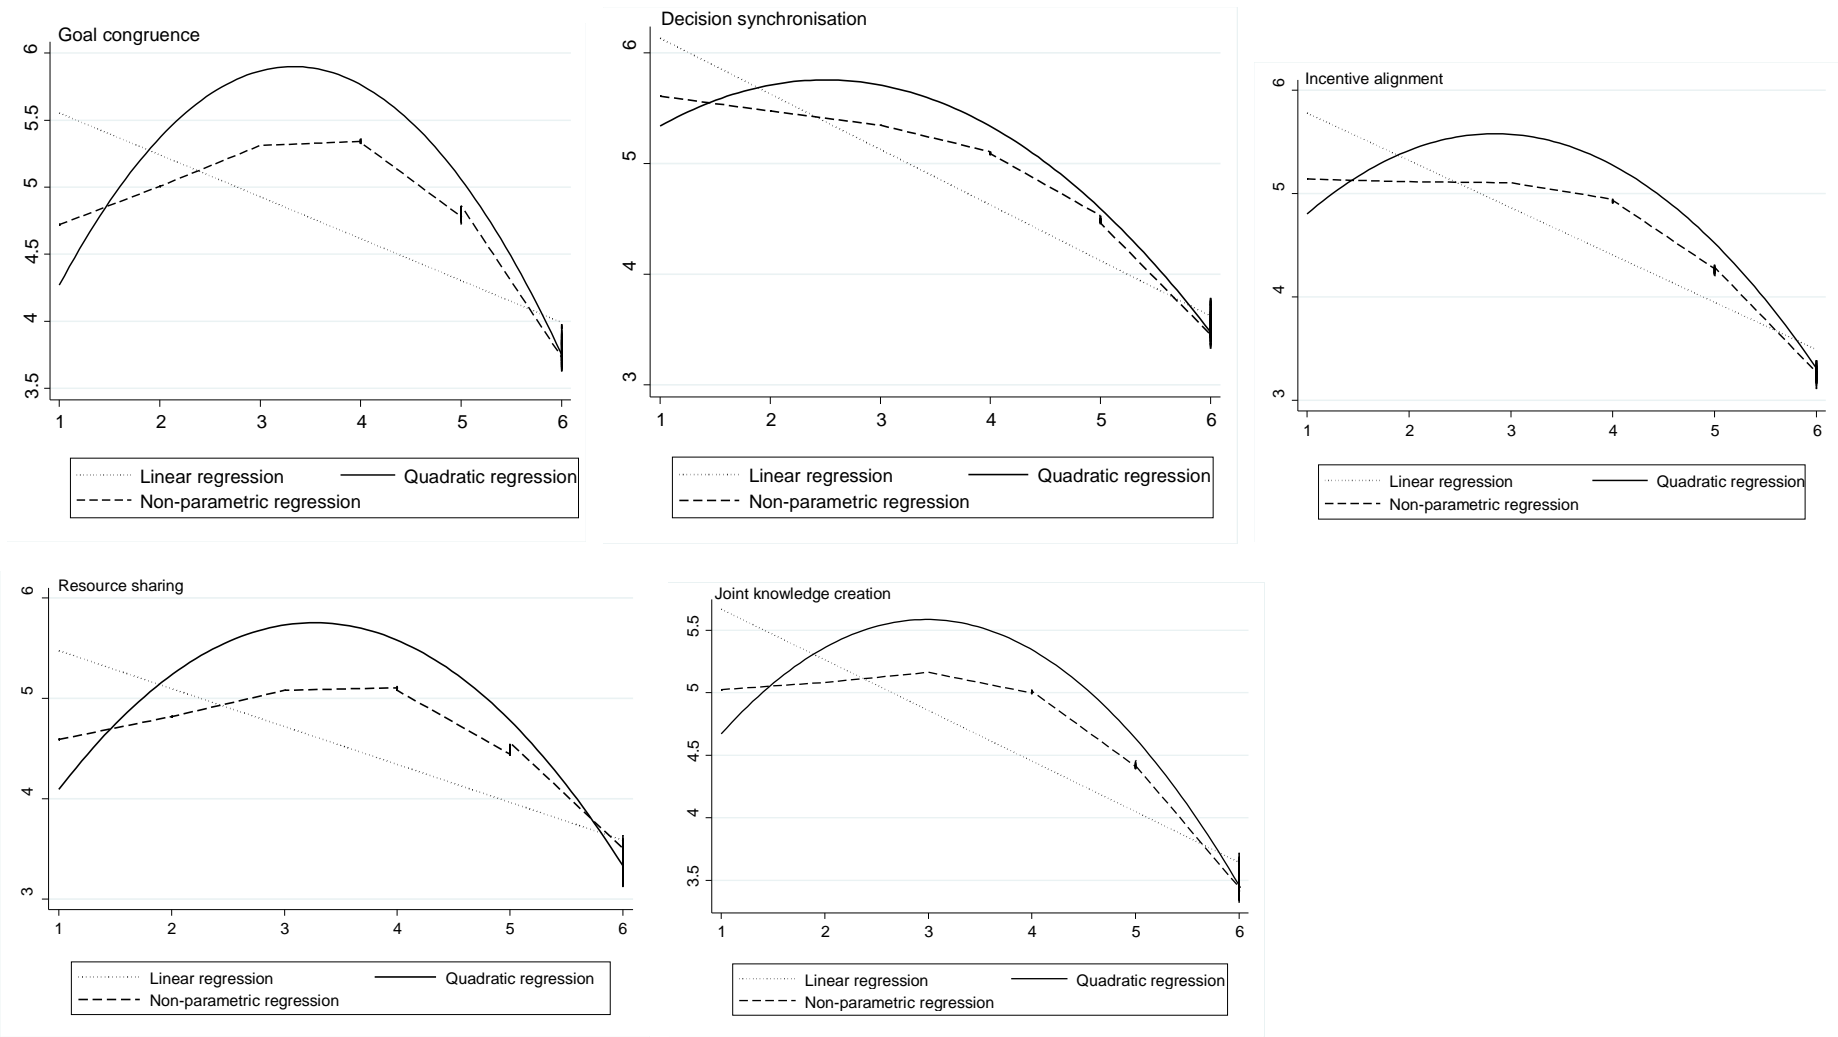 Goal congruence
6
5.5
5
4.5
4
3.5
1 2 3 4 5 6
Linear regression Quadratic regression
Non-parametric regression
Decision synchronisation
6
5
4
3
1 2 3 4 5 6
Linear regression Quadratic regression
Non-parametric regression
Incentive alignment
6
5
4
3
1 2 3 4 5 6
Linear regression Quadratic regression
Non-parametric regression
Resource sharing
6
5
4
3
1 2 3 4 5 6
Linear regression Quadratic regression
Non-parametric regression
Joint knowledge creation
5.5
5
4.5
4
3.5
1 2 3 4 5 6
Linear regression Quadratic regression
Non-parametric regression